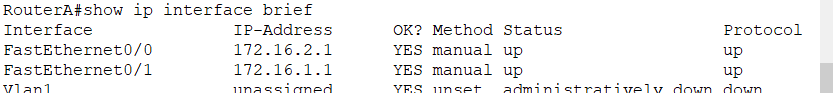 RouterA#show ip interface brief
Interface IP-Address OK? Method Status Protocol
FastEthernet0/0 172.16.2.1 YES manual up up
FastEthernet0/1 172.16.1.1 YES manual up up
Vlan1 unassigned YES unset administratively down down